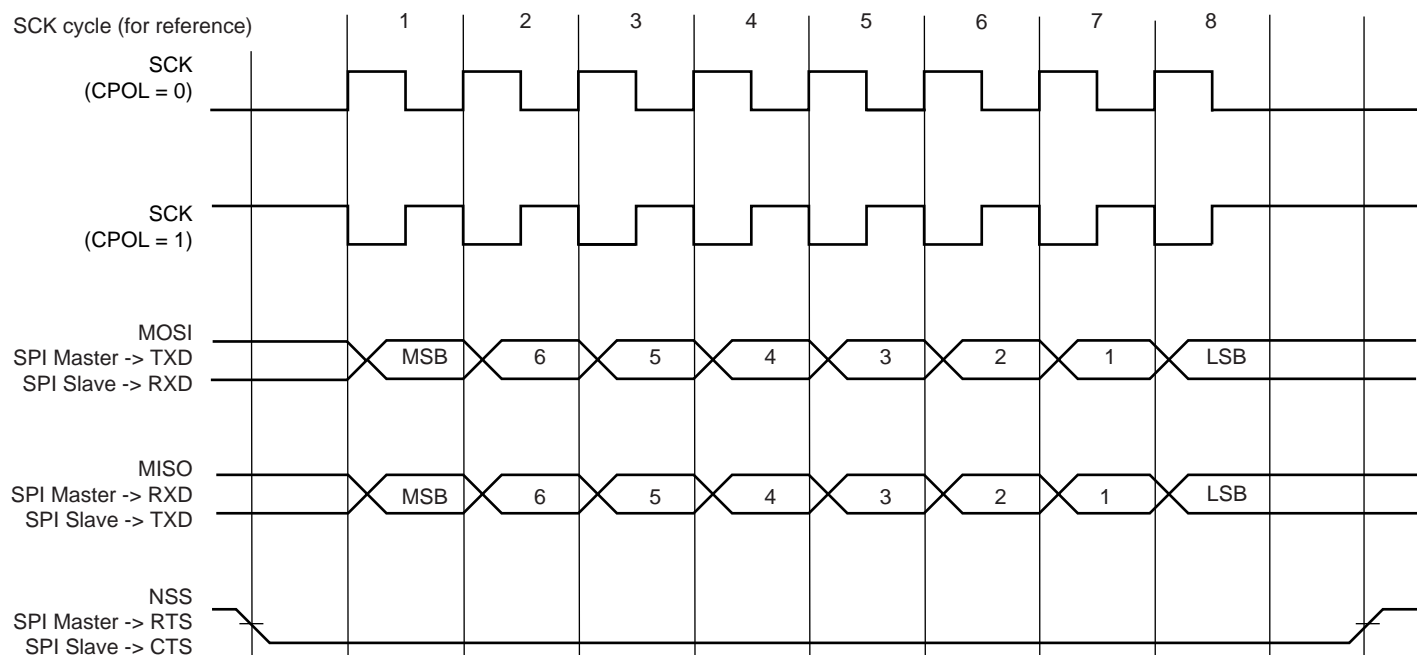 SCK cycle (for reference)
1 2 3 4 5 6 7 8
SCK
(CPOL = 0)
SCK
(CPOL = 1)
MOSI
SPI Master -> TXD
SPI Slave -> RXD
MSB 6 5 4 3 2 1 LSB
MISO
SPI Master -> RXD
SPI Slave -> TXD
MSB 6 5 4 3 2 1 LSB
NSS
SPI Master -> RTS
SPI Slave -> CTS